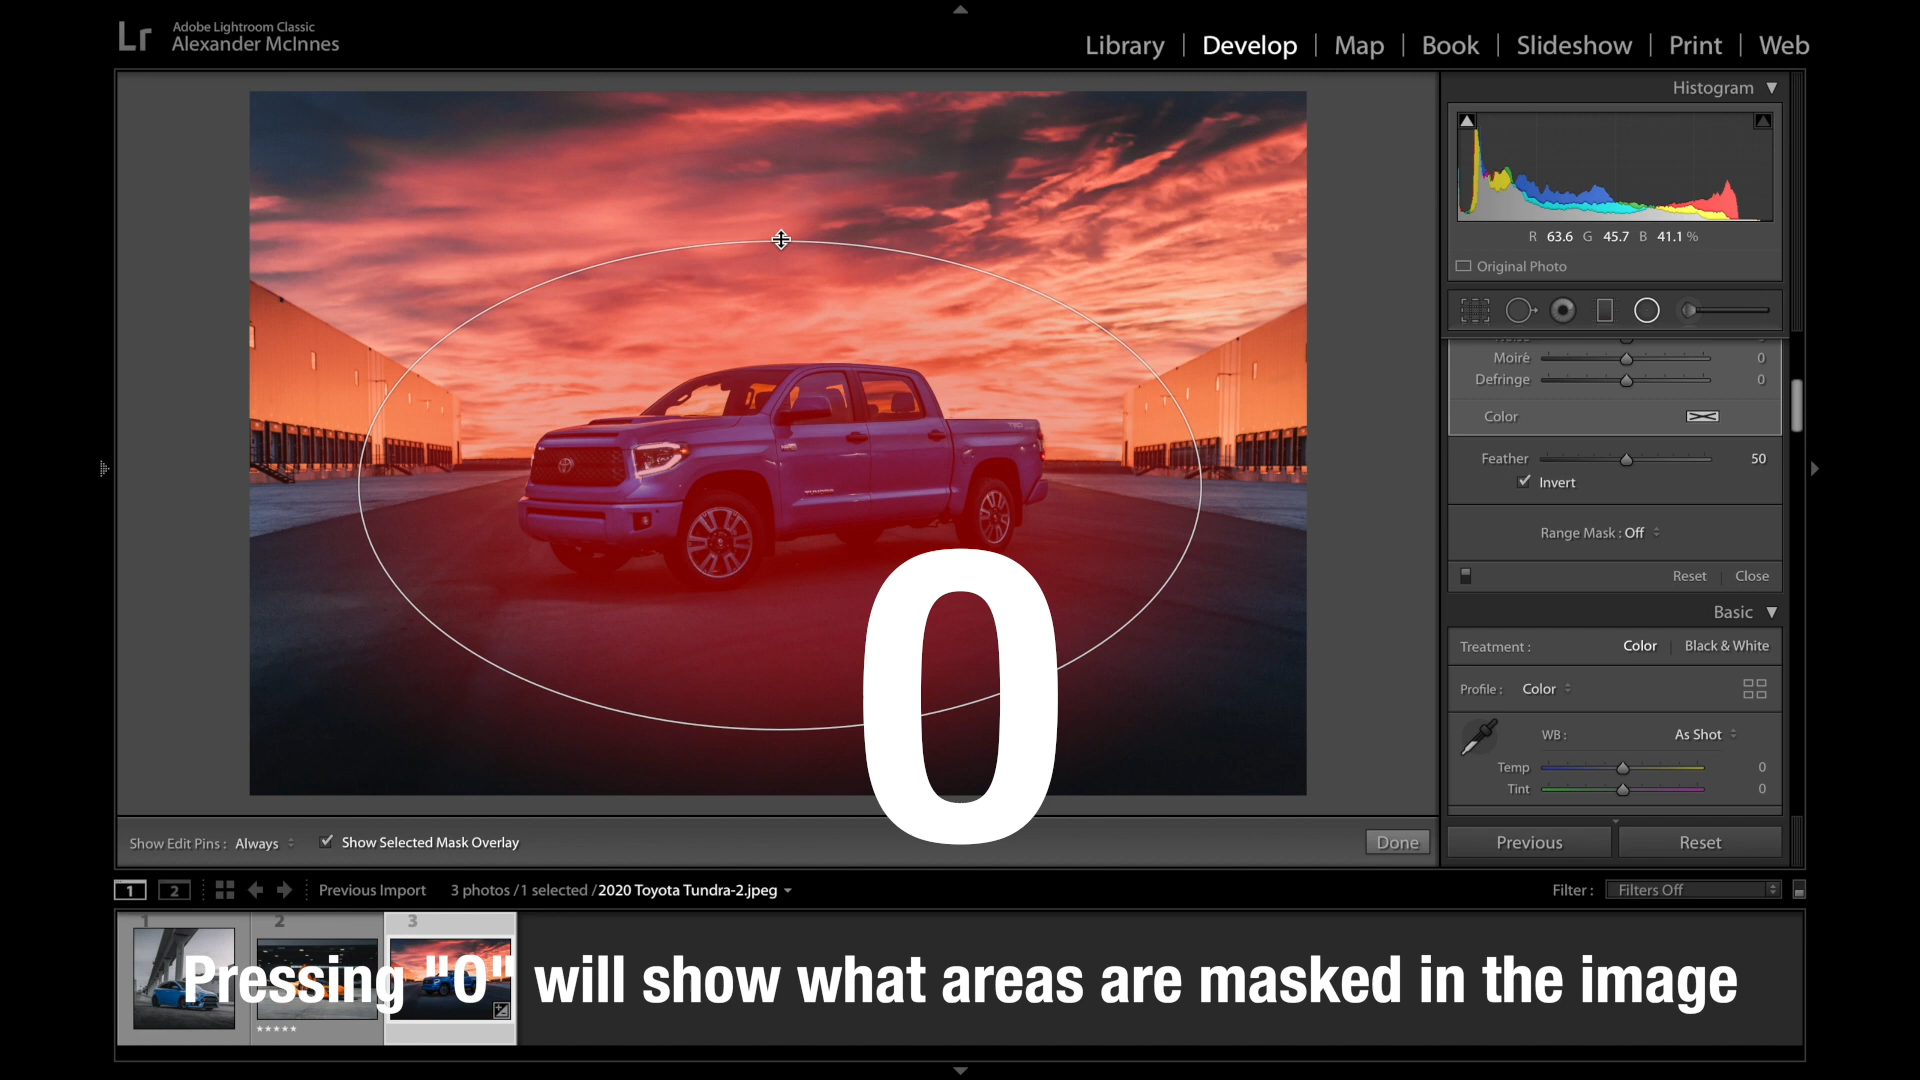 Lr
Adobe Lightroom Classic
Alexander McInnes
Library | Develop | Map | Book | Slideshow | Print | Web
Histogram
R 63.6 G 45.7 B 41.1 %
Original Photo
Moiré 0
Defringe 0
Color
Feather 50
Invert
Range Mask : Off
Reset | Close
Basic
Treatment : Color | Black & White
Profile : Color
WB : As Shot
Temp 0
Tint 0
Previous Reset
TRD
TUNDRA
O
Show Edit Pins : Always Show Selected Mask Overlay Done
1 2 Previous Import 3 photos / 1 selected / 2020 Toyota Tundra-2.jpeg Filter : Filters Off
1 2 3
Pressing "O" will show what areas are masked in the image